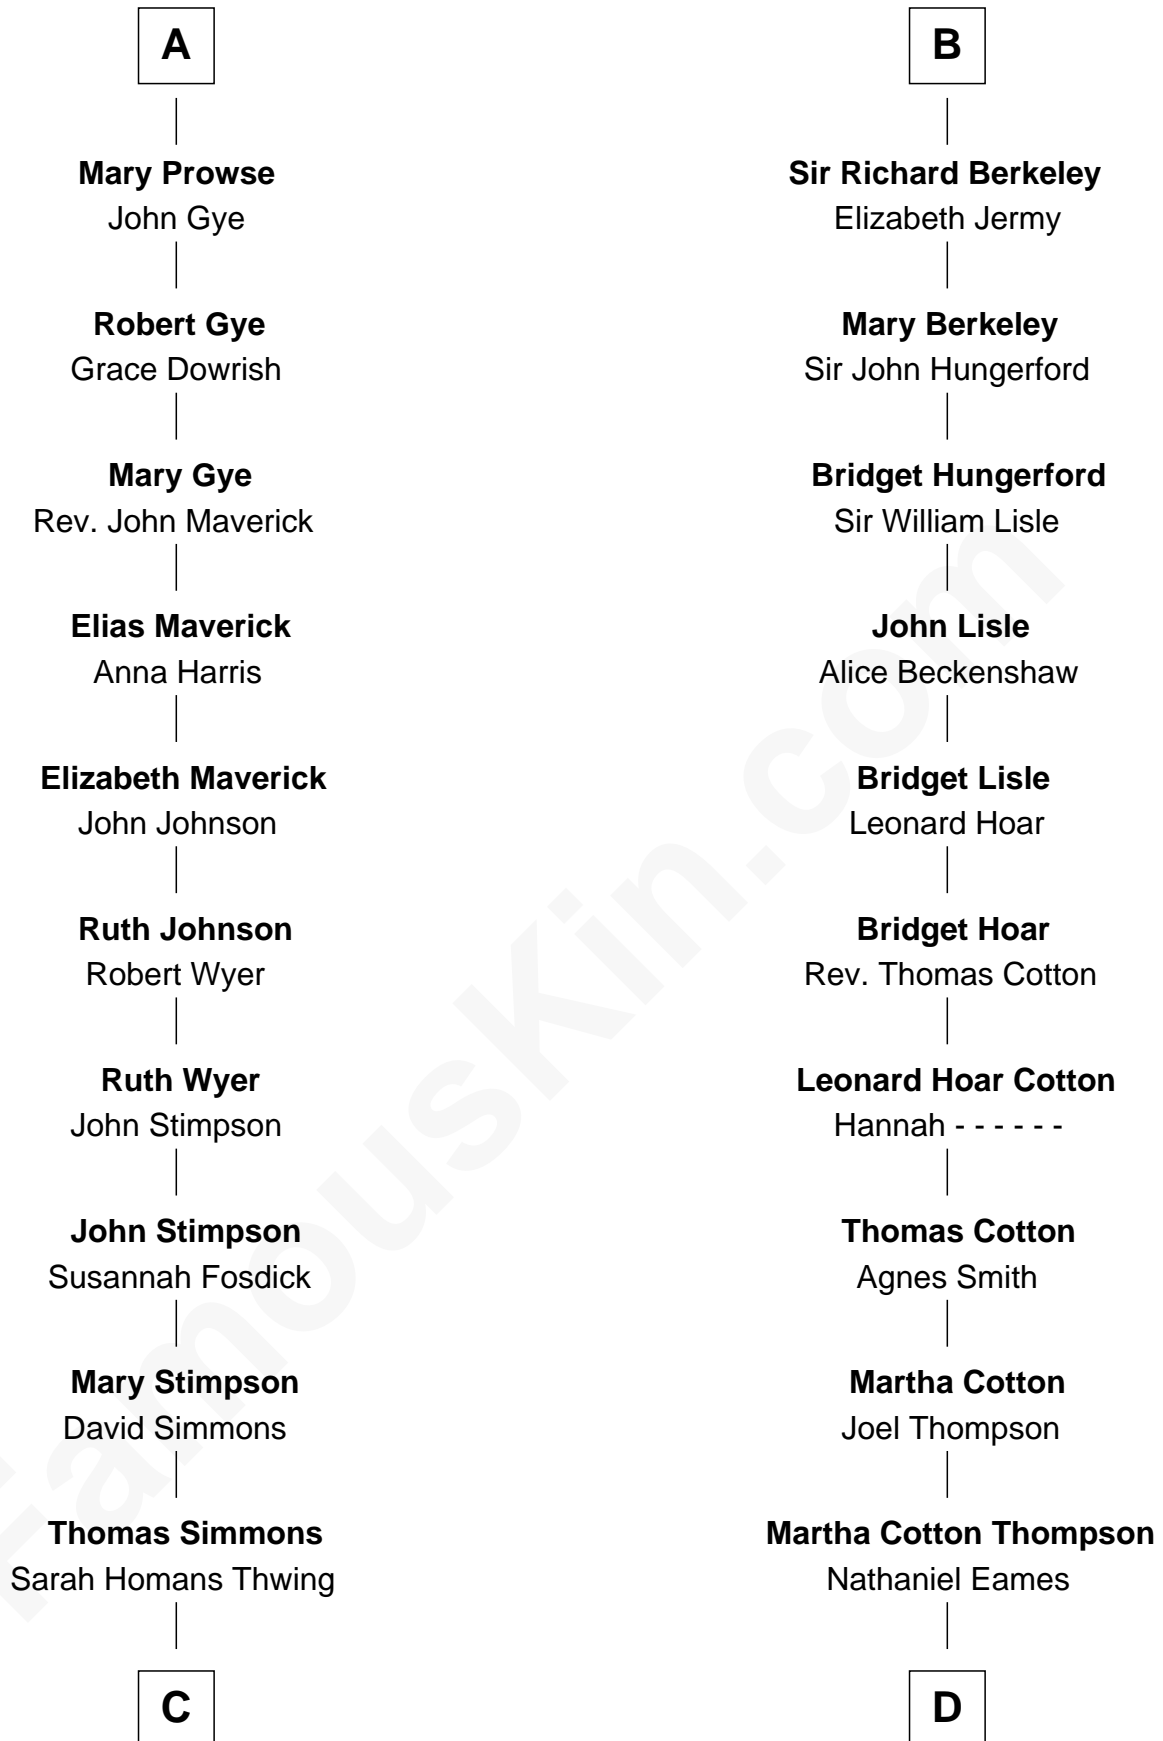 A
Mary Prowse
John Gye
Robert Gye
Grace Dowrish
Mary Gye
Rev. John Maverick
Elias Maverick
Anna Harris
Elizabeth Maverick
John Johnson
Ruth Johnson
Robert Wyer
Ruth Wyer
John Stimpson
John Stimpson
Susannah Fosdick
Mary Stimpson
David Simmons
Thomas Simmons
Sarah Homans Thwing
C
B
Sir Richard Berkeley
Elizabeth Jermy
Mary Berkeley
Sir John Hungerford
Bridget Hungerford
Sir William Lisle
John Lisle
Alice Beckenshaw
Bridget Lisle
Leonard Hoar
Bridget Hoar
Rev. Thomas Cotton
Leonard Hoar Cotton
Hannah - - - - - -
Thomas Cotton
Agnes Smith
Martha Cotton
Joel Thompson
Martha Cotton Thompson
Nathaniel Eames
D
FamousKin.com